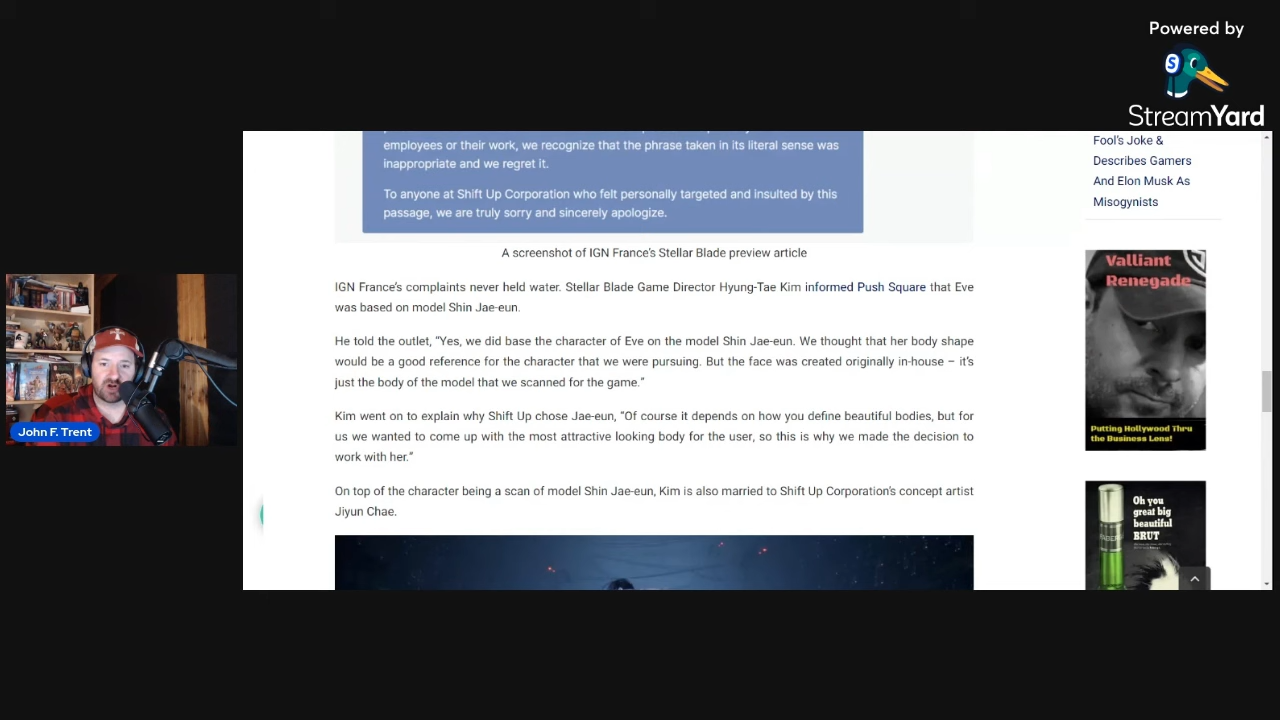 Powered by
StreamYard
employees or their work, we recognize that the phrase taken in its literal sense was
inappropriate and we regret it.
To anyone at Shift Up Corporation who felt personally targeted and insulted by this
passage, we are truly sorry and sincerely apologize.
A screenshot of IGN France's Stellar Blade preview article
IGN France's complaints never held water. Stellar Blade Game Director Hyung-Tae Kim informed Push Square that Eve
was based on model Shin Jae-eun.
He told the outlet, “Yes, we did base the character of Eve on the model Shin Jae-eun. We thought that her body shape
would be a good reference for the character that we were pursuing. But the face was created originally in-house – it's
just the body of the model that we scanned for the game.”
Kim went on to explain why Shift Up chose Jae-eun, “Of course it depends on how you define beautiful bodies, but for
us we wanted to come up with the most attractive looking body for the user, so this is why we made the decision to
work with her.”
On top of the character being a scan of model Shin Jae-eun, Kim is also married to Shift Up Corporation's concept artist
Jiyun Chae.
Fool's Joke &
Describes Gamers
And Elon Musk As
Misogynists
Valliant
Renegade
Putting Hollywood Thru
the Business Lens!
Oh you
great big
beautiful
BRUT
John F. Trent